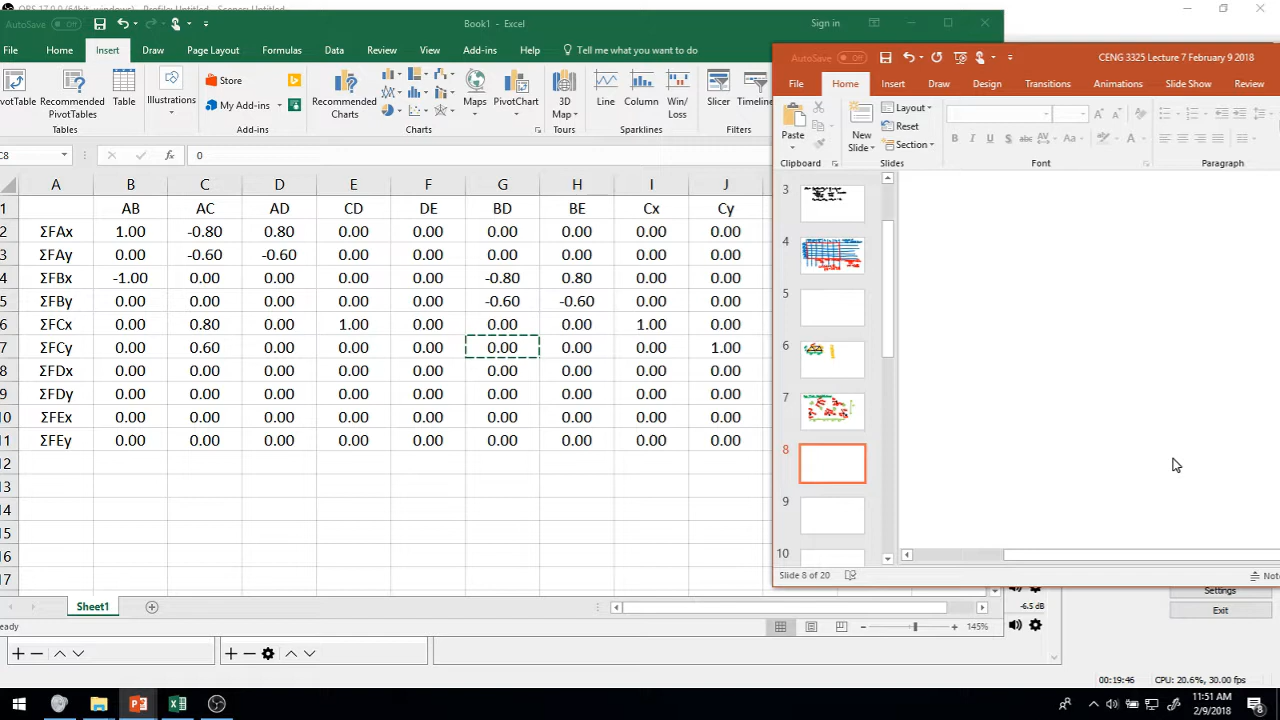 AutoSave Off
Book1 - Excel
Sign in
File Home Insert Draw Page Layout Formulas Data Review View Add-ins Help Tell me what you want to do
Recommended PivotTables
Table
Tables
Illustrations
Store
My Add-ins
Add-ins
Recommended Charts
Maps
PivotChart
Charts
3D Map
Tours
Line
Column
Win/Loss
Sparklines
Slicer
Timeline
Filters
C8
0
A B C D E F G H I J
1 AB AC AD CD DE BD BE Cx Cy
2 ΣFAx 1.00 -0.80 0.80 0.00 0.00 0.00 0.00 0.00 0.00
3 ΣFAy 0.00 -0.60 -0.60 0.00 0.00 0.00 0.00 0.00 0.00
4 ΣFBx -1.00 0.00 0.00 0.00 0.00 -0.80 0.80 0.00 0.00
5 ΣFBy 0.00 0.00 0.00 0.00 0.00 -0.60 -0.60 0.00 0.00
6 ΣFCx 0.00 0.80 0.00 1.00 0.00 0.00 0.00 1.00 0.00
7 ΣFCy 0.00 0.60 0.00 0.00 0.00 0.00 0.00 0.00 1.00
8 ΣFDx 0.00 0.00 0.00 0.00 0.00 0.00 0.00 0.00 0.00
9 ΣFDy 0.00 0.00 0.00 0.00 0.00 0.00 0.00 0.00 0.00
10 ΣFEx 0.00 0.00 0.00 0.00 0.00 0.00 0.00 0.00 0.00
11 ΣFEy 0.00 0.00 0.00 0.00 0.00 0.00 0.00 0.00 0.00
12
13
14
15
16
17
Sheet1
145%
AutoSave Off
CENG 3325 Lecture 7 February 9 2018
File Home Insert Draw Design Transitions Animations Slide Show Review
Paste
Clipboard
New Slide
Layout
Reset
Section
Slides
Font
Paragraph
3
4
5
6
7
8
9
10
Slide 8 of 20
-6.5 dB
Settings
Exit
00:19:46
CPU: 20.6%, 30.00 fps
11:51 AM
2/9/2018
8